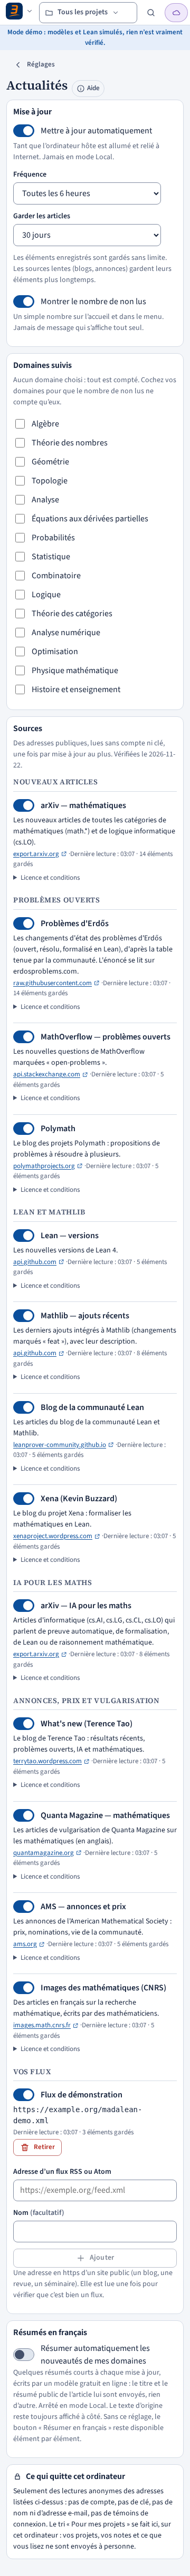 Tous les projets
Mode démo : modèles et Lean simulés, rien n'est vraiment
vérifié.
Réglages
Actualités
Aide
Mise à jour
Mettre à jour automatiquement
Tant que l'ordinateur hôte est allumé et relié à
Internet. Jamais en mode Local.
Fréquence
Toutes les 6 heures
Garder les articles
30 jours
Les éléments enregistrés sont gardés sans limite.
Les sources lentes (blogs, annonces) gardent leurs
éléments plus longtemps.
Montrer le nombre de non lus
Un simple nombre sur l'accueil et dans le menu.
Jamais de message qui s'affiche tout seul.
Domaines suivis
Aucun domaine choisi : tout est compté. Cochez vos
domaines pour que le nombre de non lus ne
compte qu'eux.
Algèbre
Théorie des nombres
Géométrie
Topologie
Analyse
Équations aux dérivées partielles
Probabilités
Statistique
Combinatoire
Logique
Théorie des catégories
Analyse numérique
Optimisation
Physique mathématique
Histoire et enseignement
Sources
Des adresses publiques, lues sans compte ni clé,
une fois par mise à jour au plus. Vérifiées le 2026-11-
22.
NOUVEAUX ARTICLES
arXiv — mathématiques
Les nouveaux articles de toutes les catégories de
mathématiques (math.*) et de logique informatique
(cs.LO).
export.arxiv.org · Dernière lecture : 03:07 · 14 éléments
gardés
Licence et conditions
PROBLÈMES OUVERTS
Problèmes d'Erdős
Les changements d'état des problèmes d'Erdős
(ouvert, résolu, formalisé en Lean), d'après la table
tenue par la communauté. L'énoncé se lit sur
erdosproblems.com.
raw.githubusercontent.com · Dernière lecture : 03:07 ·
14 éléments gardés
Licence et conditions
MathOverflow — problèmes ouverts
Les nouvelles questions de MathOverflow
marquées « open-problems ».
api.stackexchange.com · Dernière lecture : 03:07 · 5
éléments gardés
Licence et conditions
Polymath
Le blog des projets Polymath : propositions de
problèmes à résoudre à plusieurs.
polymathprojects.org · Dernière lecture : 03:07 · 5
éléments gardés
Licence et conditions
LEAN ET MATHLIB
Lean — versions
Les nouvelles versions de Lean 4.
api.github.com · Dernière lecture : 03:07 · 5 éléments
gardés
Licence et conditions
Mathlib — ajouts récents
Les derniers ajouts intégrés à Mathlib (changements
marqués « feat »), avec leur description.
api.github.com · Dernière lecture : 03:07 · 8 éléments
gardés
Licence et conditions
Blog de la communauté Lean
Les articles du blog de la communauté Lean et
Mathlib.
leanprover-community.github.io · Dernière lecture :
03:07 · 5 éléments gardés
Licence et conditions
Xena (Kevin Buzzard)
Le blog du projet Xena : formaliser les
mathématiques en Lean.
xenaproject.wordpress.com · Dernière lecture : 03:07 · 5
éléments gardés
Licence et conditions
IA POUR LES MATHS
arXiv — IA pour les maths
Articles d'informatique (cs.AI, cs.LG, cs.CL, cs.LO) qui
parlent de preuve automatique, de formalisation,
de Lean ou de raisonnement mathématique.
export.arxiv.org · Dernière lecture : 03:07 · 8 éléments
gardés
Licence et conditions
ANNONCES, PRIX ET VULGARISATION
What's new (Terence Tao)
Le blog de Terence Tao : résultats récents,
problèmes ouverts, IA et mathématiques.
terrytao.wordpress.com · Dernière lecture : 03:07 · 5
éléments gardés
Licence et conditions
Quanta Magazine — mathématiques
Les articles de vulgarisation de Quanta Magazine sur
les mathématiques (en anglais).
quantamagazine.org · Dernière lecture : 03:07 · 5
éléments gardés
Licence et conditions
AMS — annonces et prix
Les annonces de l'American Mathematical Society :
prix, nominations, vie de la communauté.
ams.org · Dernière lecture : 03:07 · 5 éléments gardés
Licence et conditions
Images des mathématiques (CNRS)
Des articles en français sur la recherche
mathématique, écrits par des mathématiciens.
images.math.cnrs.fr · Dernière lecture : 03:07 · 5
éléments gardés
Licence et conditions
VOS FLUX
Flux de démonstration
https://example.org/madalean-
demo.xml
Dernière lecture : 03:07 · 3 éléments gardés
Retirer
Adresse d'un flux RSS ou Atom
https://exemple.org/feed.xml
Nom (facultatif)
Ajouter
Une adresse en https d'un site public (un blog, une
revue, un séminaire). Elle est lue une fois pour
vérifier que c'est bien un flux.
Résumés en français
Résumer automatiquement les
nouveautés de mes domaines
Quelques résumés courts à chaque mise à jour,
écrits par un modèle gratuit en ligne : le titre et le
résumé public de l'article lui sont envoyés, rien
d'autre. Arrêté en mode Local. Le texte d'origine
reste toujours affiché à côté. Sans ce réglage, le
bouton « Résumer en français » reste disponible
élément par élément.
Ce qui quitte cet ordinateur
Seulement des lectures anonymes des adresses
listées ci-dessus : pas de compte, pas de clé, pas de
nom ni d'adresse e-mail, pas de témoins de
connexion. Le tri « Pour mes projets » se fait ici, sur
cet ordinateur : vos projets, vos notes et ce que
vous lisez ne sont envoyés à personne.